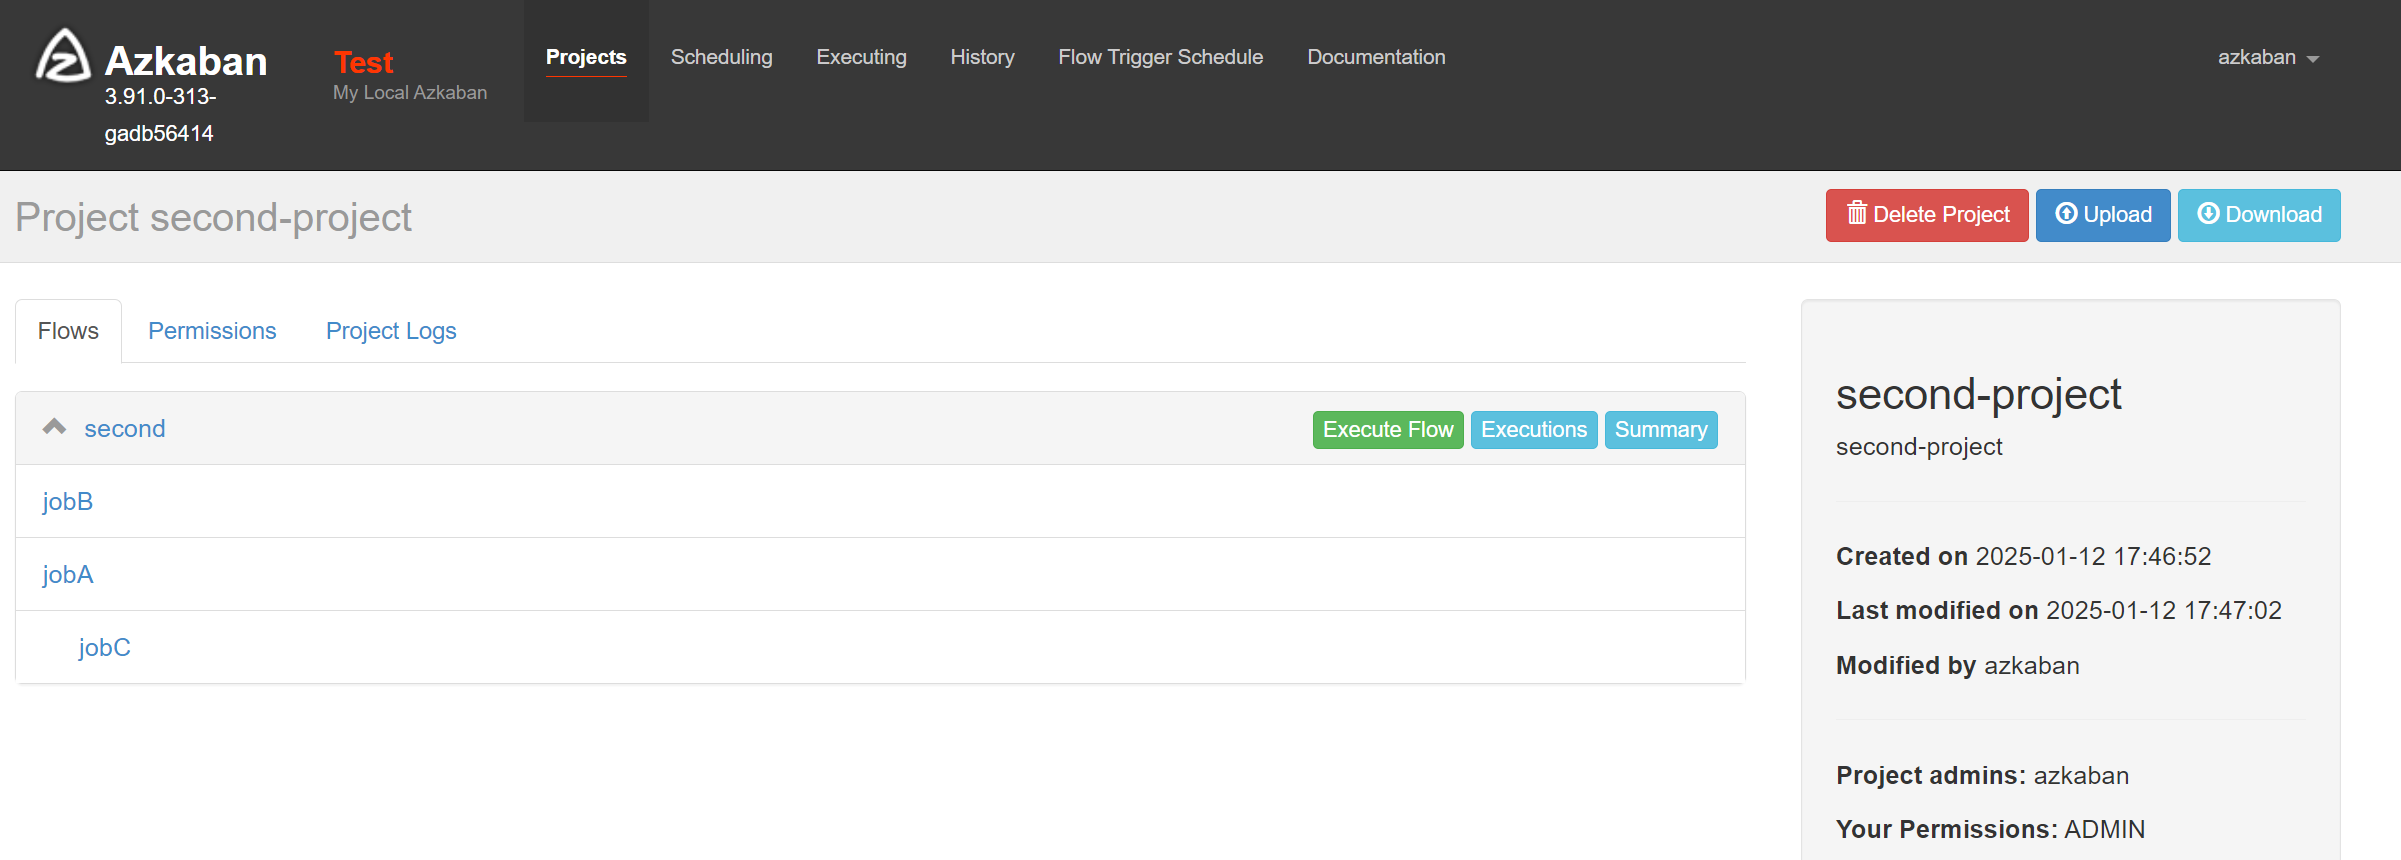 Azkaban
3.91.0-313-
gadb56414
Test
My Local Azkaban
Projects Scheduling Executing History Flow Trigger Schedule Documentation
azkaban
Project second-project
Delete Project Upload Download
Flows Permissions Project Logs
second
Execute Flow Executions Summary
jobB
jobA
jobC
second-project
second-project
Created on 2025-01-12 17:46:52
Last modified on 2025-01-12 17:47:02
Modified by azkaban
Project admins: azkaban
Your Permissions: ADMIN